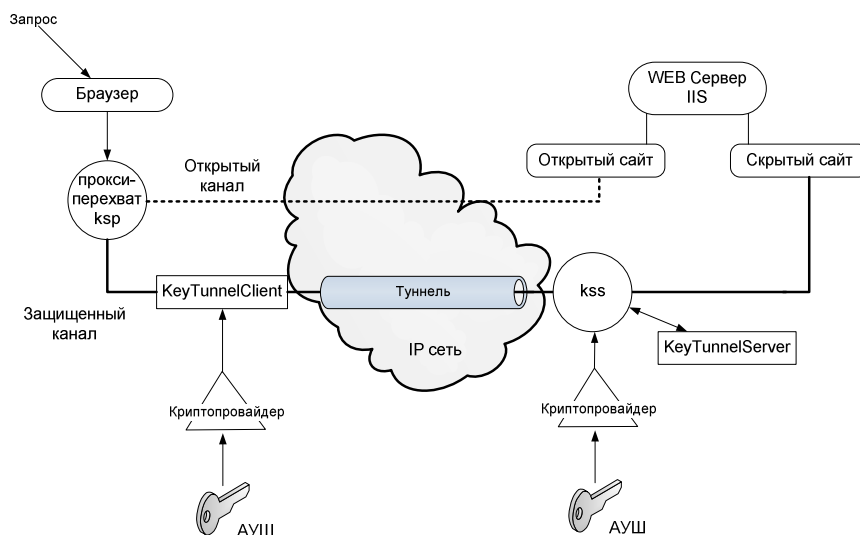 Запрос
Браузер
WEB Сервер
IIS
Открытый
канал
Открытый сайт
Скрытый сайт
прокси-
перехват
ksp
KeyTunnelClient
Туннель
kss
Защищенный
канал
IP сеть
KeyTunnelServer
Криптопровайдер
Криптопровайдер
АУШ
АУШ